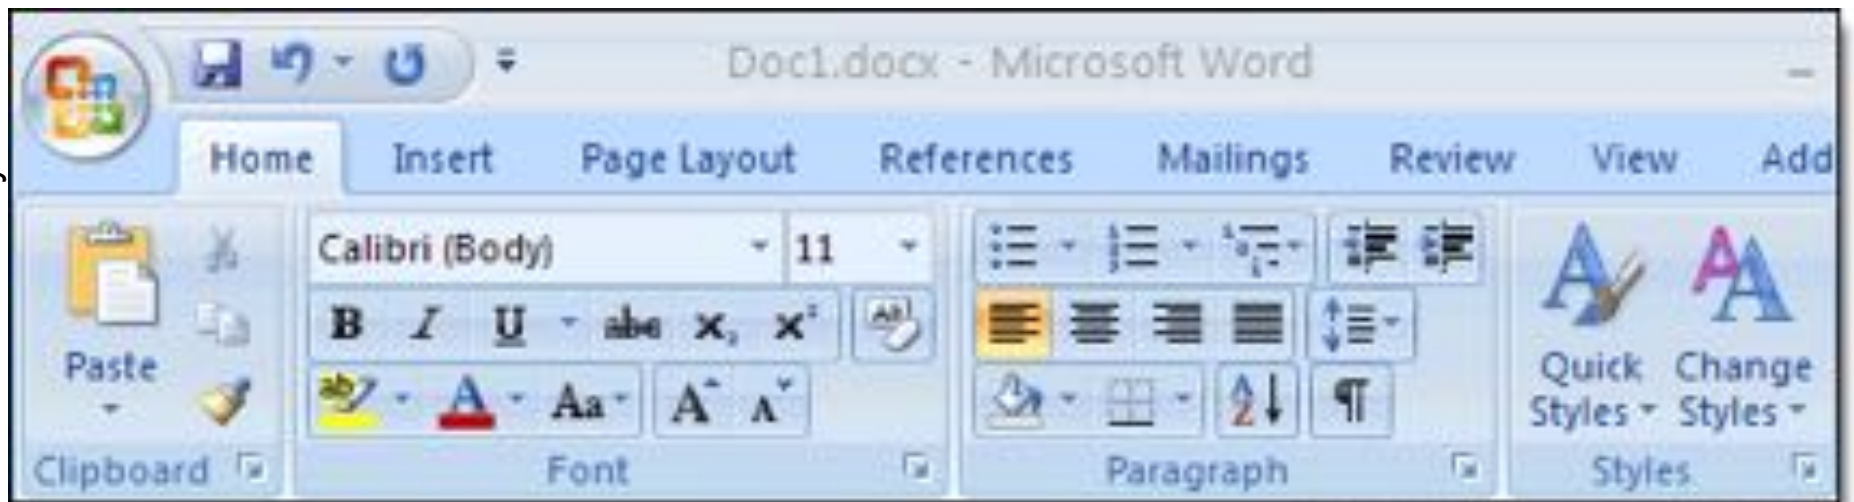 Doc1.docx - Microsoft Word
Home Insert Page Layout References Mailings Review View Add
Calibri (Body) 11
B I U abc x₂ x² Aa A A
Paste
Quick Styles
Change Styles
Clipboard Font Paragraph Styles